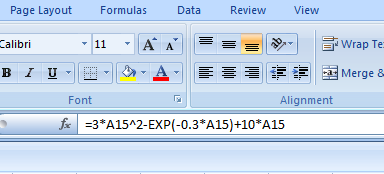 Page Layout Formulas Data Review
Calibri 11 A A Wrap Te
B I U A Merge &
Font Alignment
fx =3*A15^2-EXP(-0.3*A15)+10*A15